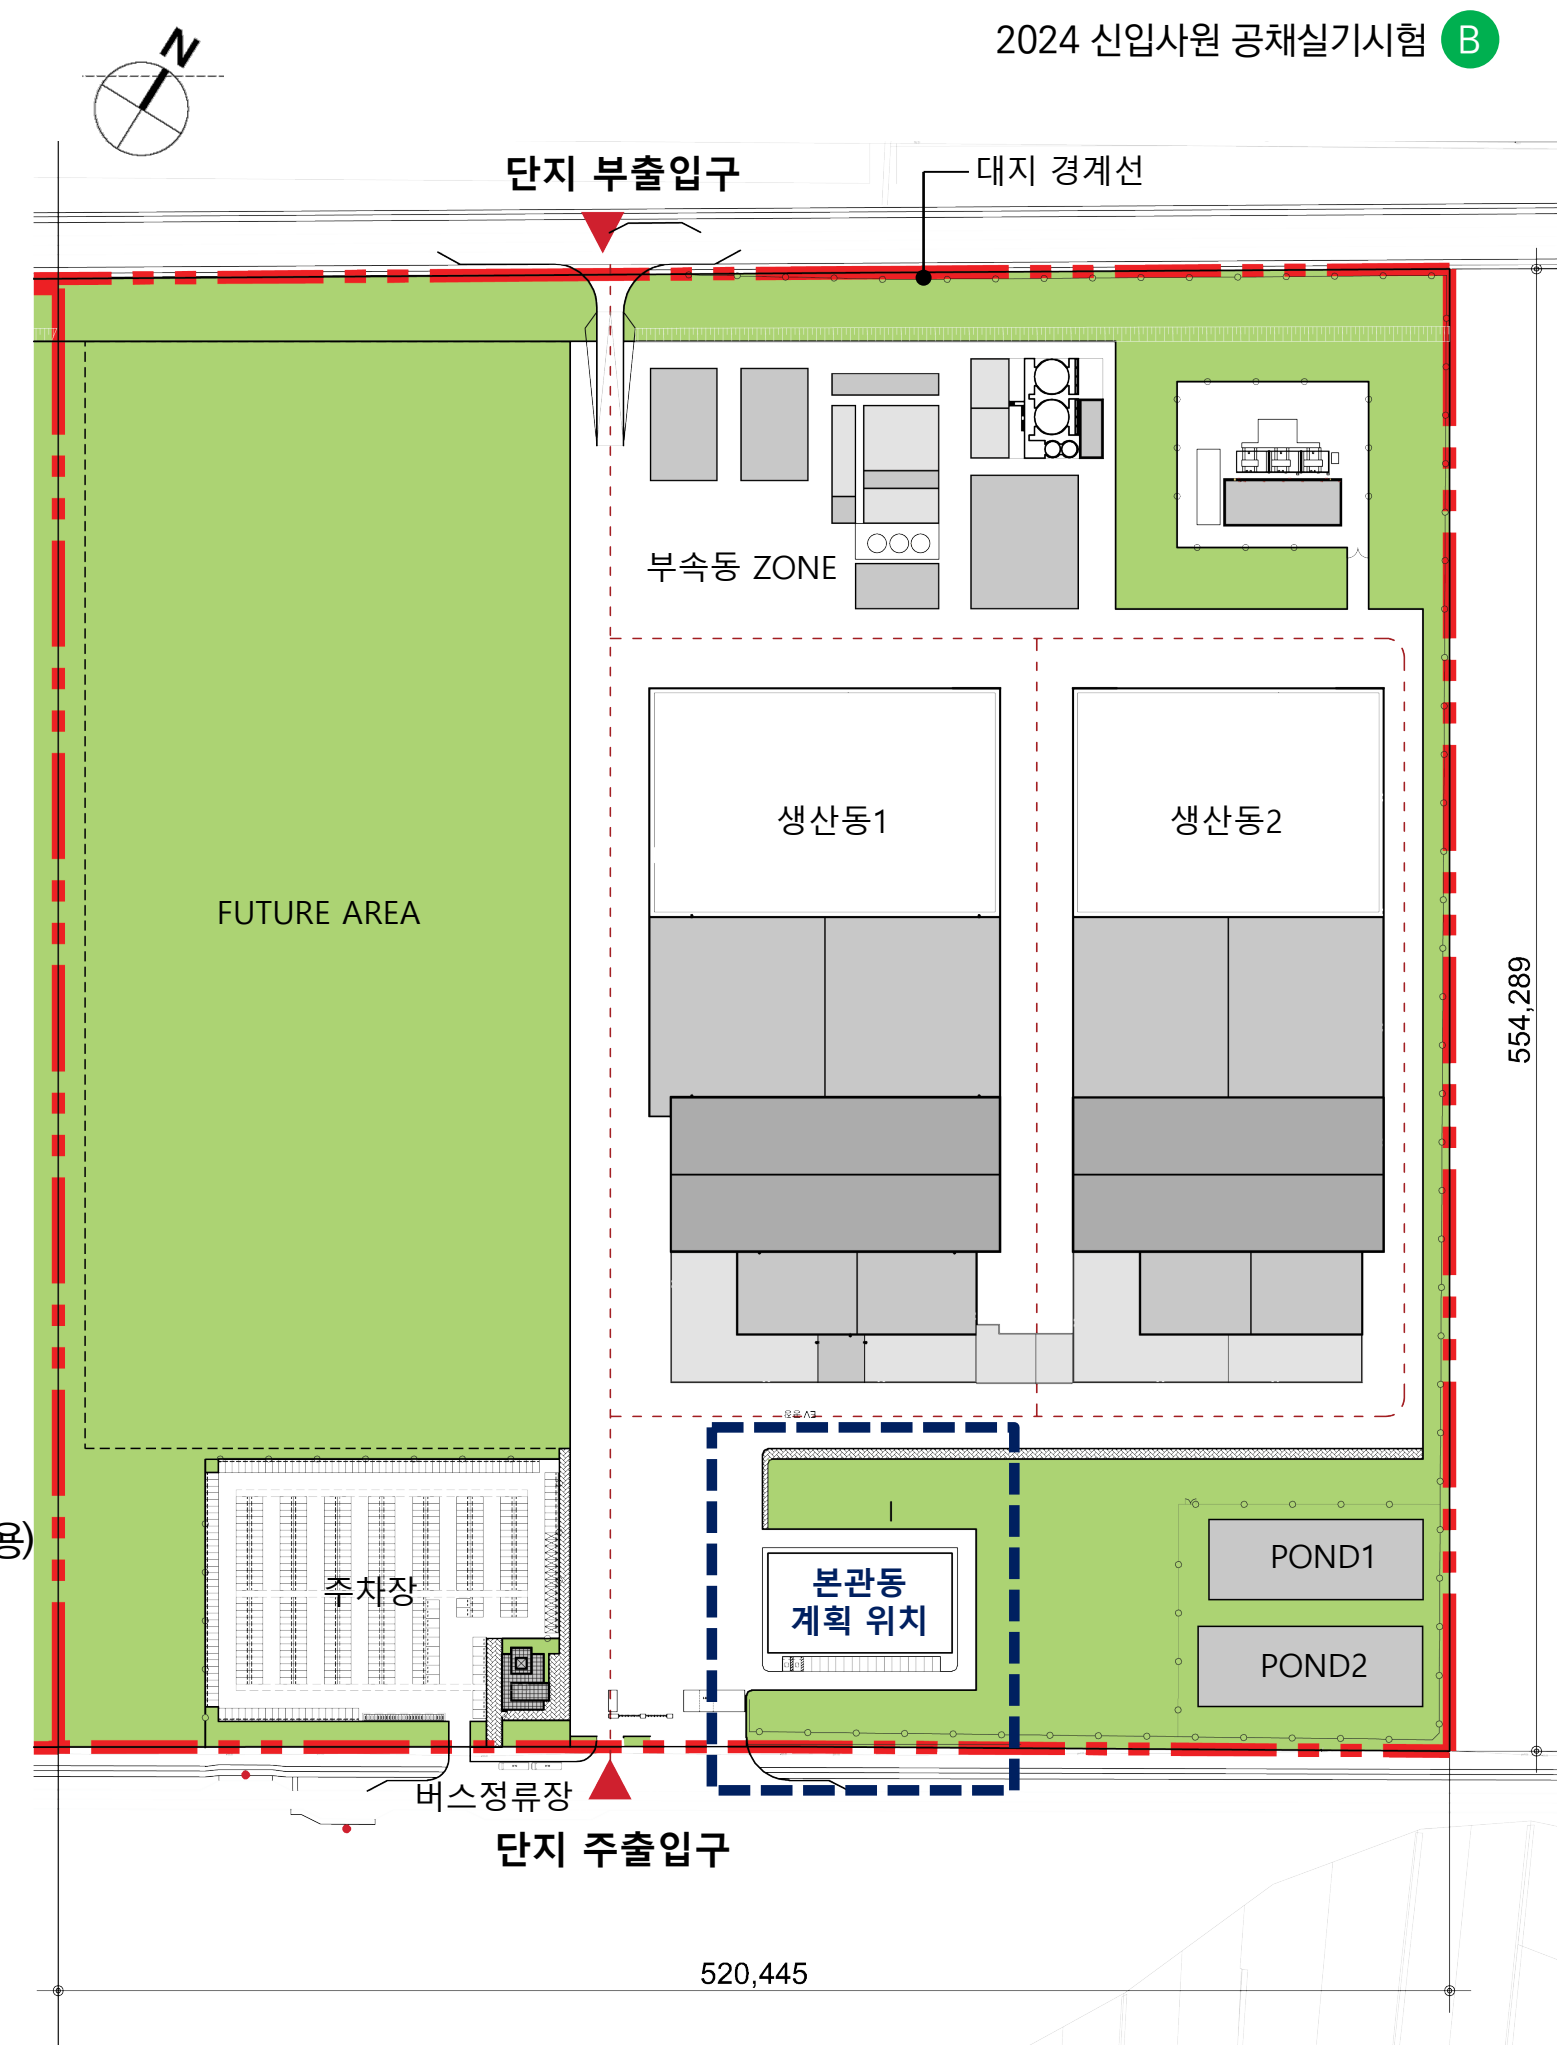 2024 신입사원 공채실기시험 B
N
단지 부출입구
대지 경계선
부속동 ZONE
생산동1
생산동2
FUTURE AREA
554,289
용)
주차장
본관동
계획 위치
POND1
POND2
버스정류장
단지 주출입구
520,445